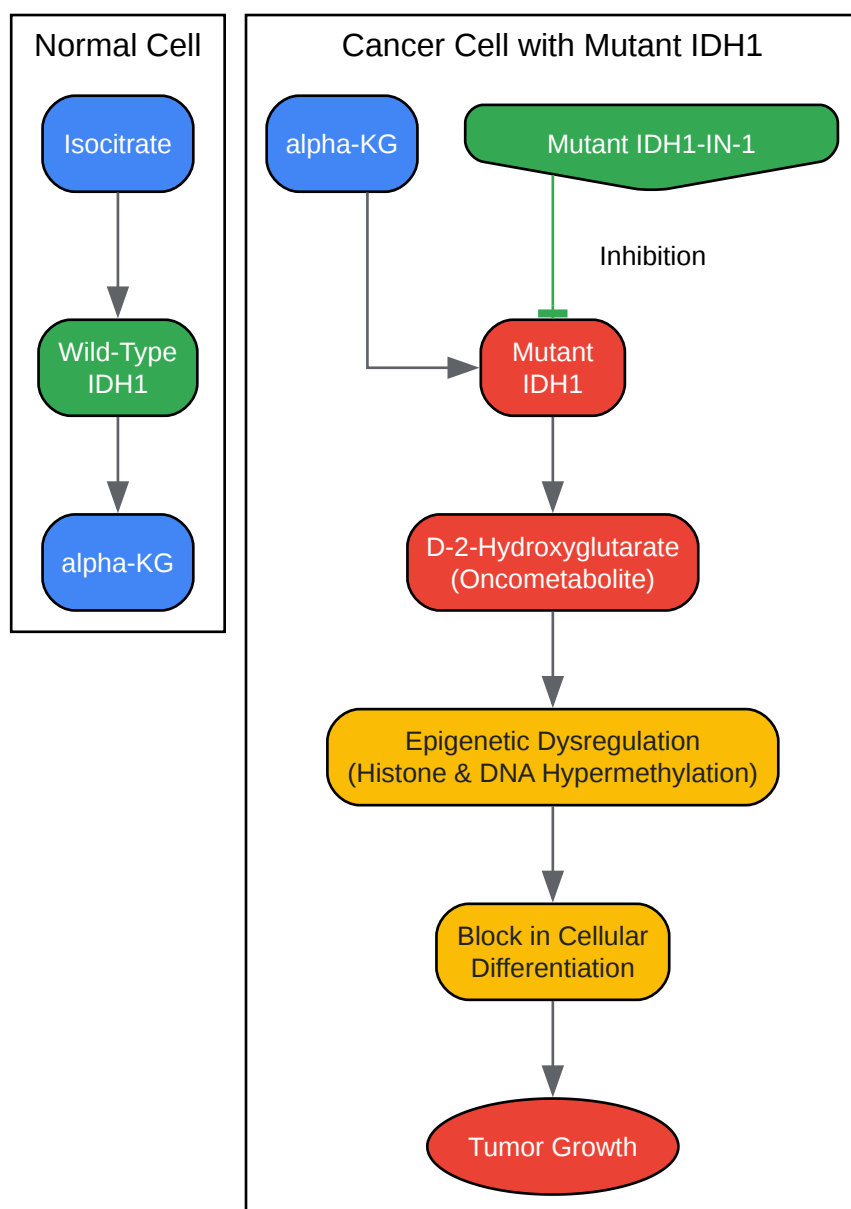 Normal Cell
Isocitrate
Wild-Type
IDH1
alpha-KG
Cancer Cell with Mutant IDH1
alpha-KG
Mutant IDH1-IN-1
Inhibition
Mutant
IDH1
D-2-Hydroxyglutarate
(Oncometabolite)
Epigenetic Dysregulation
(Histone & DNA Hypermethylation)
Block in Cellular
Differentiation
Tumor Growth